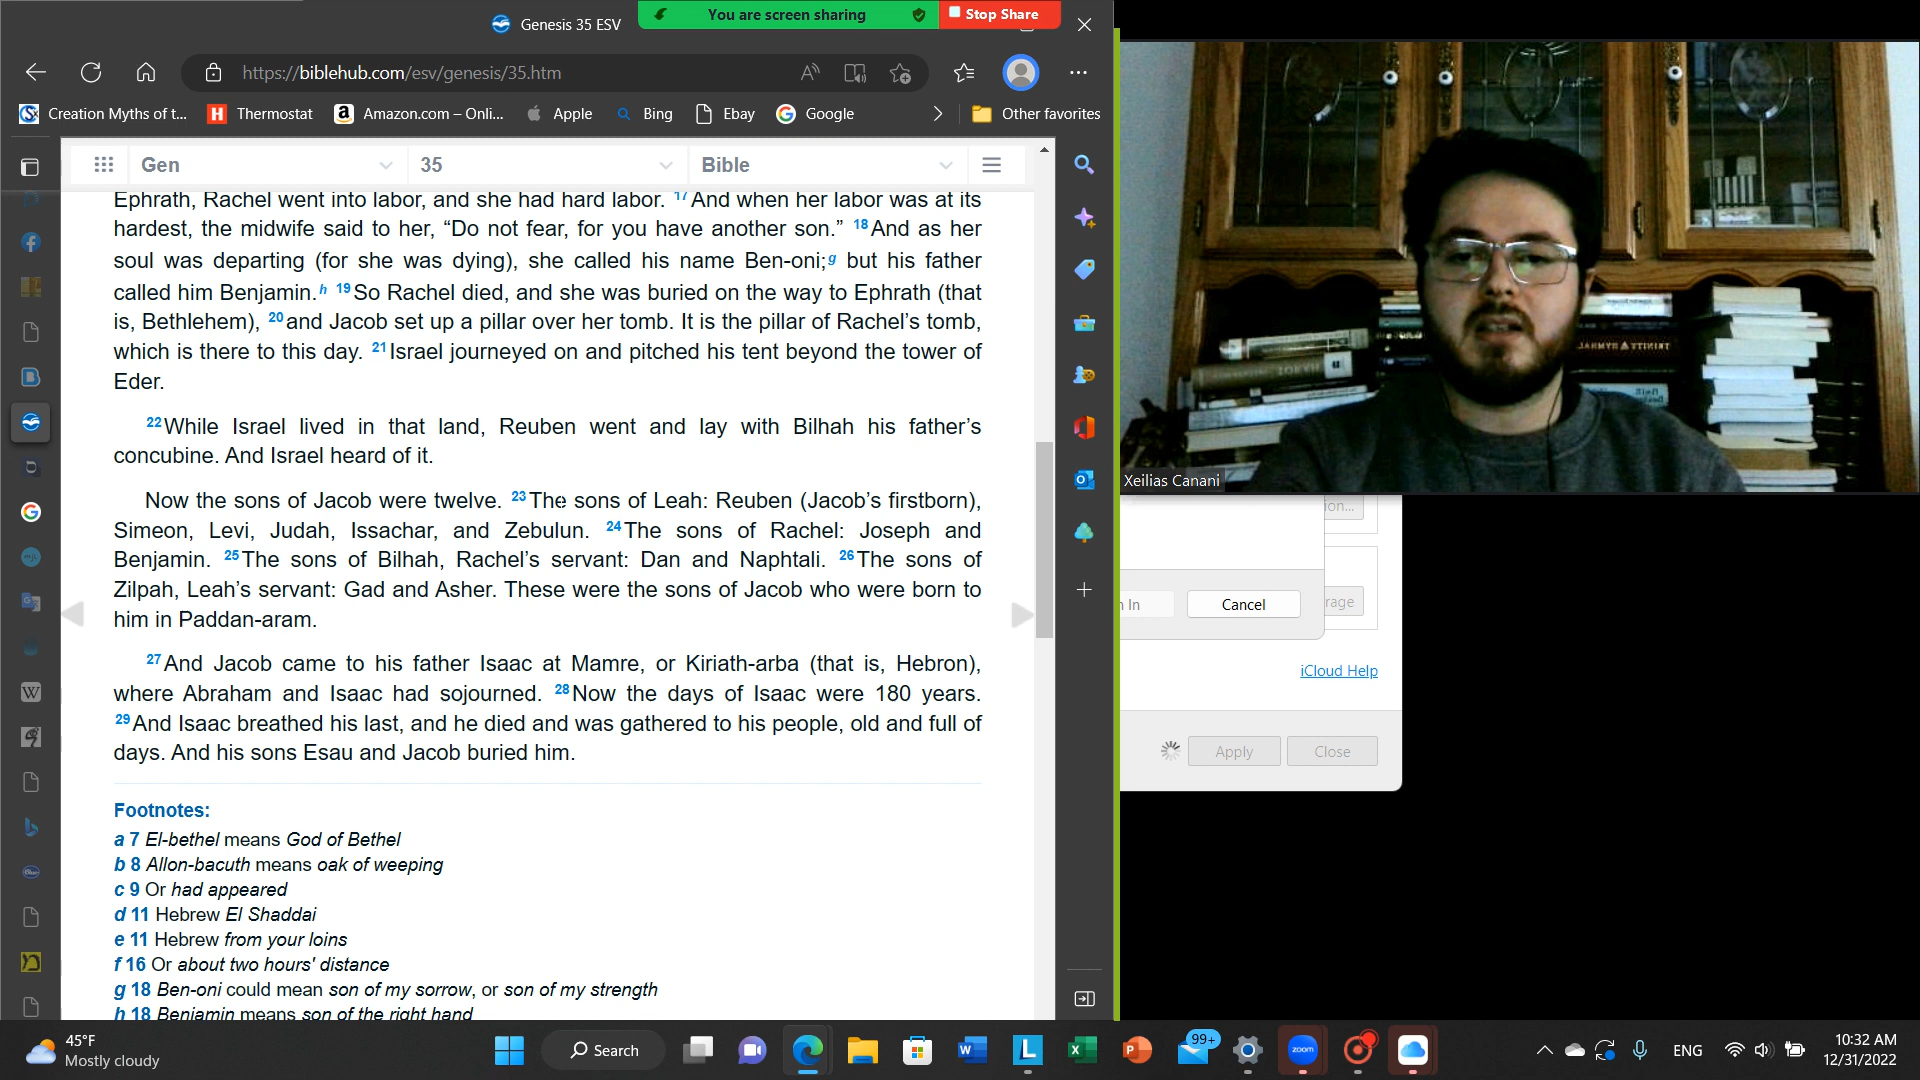 Genesis 35 ESV
You are screen sharing
Stop Share
https://biblehub.com/esv/genesis/35.htm
Creation Myths of t...
Thermostat
Amazon.com – Onli...
Apple
Bing
Ebay
Google
Other favorites
Gen
35
Bible
Ephrath, Rachel went into labor, and she had hard labor. 17 And when her labor was at its
hardest, the midwife said to her, “Do not fear, for you have another son.” 18 And as her
soul was departing (for she was dying), she called his name Ben-oni;g but his father
called him Benjamin.h 19 So Rachel died, and she was buried on the way to Ephrath (that
is, Bethlehem), 20 and Jacob set up a pillar over her tomb. It is the pillar of Rachel’s tomb,
which is there to this day. 21 Israel journeyed on and pitched his tent beyond the tower of
Eder.
22 While Israel lived in that land, Reuben went and lay with Bilhah his father’s
concubine. And Israel heard of it.
Now the sons of Jacob were twelve. 23 The sons of Leah: Reuben (Jacob’s firstborn),
Simeon, Levi, Judah, Issachar, and Zebulun. 24 The sons of Rachel: Joseph and
Benjamin. 25 The sons of Bilhah, Rachel’s servant: Dan and Naphtali. 26 The sons of
Zilpah, Leah’s servant: Gad and Asher. These were the sons of Jacob who were born to
him in Paddan-aram.
27 And Jacob came to his father Isaac at Mamre, or Kiriath-arba (that is, Hebron),
where Abraham and Isaac had sojourned. 28 Now the days of Isaac were 180 years.
29 And Isaac breathed his last, and he died and was gathered to his people, old and full of
days. And his sons Esau and Jacob buried him.
Footnotes:
a 7 El-bethel means God of Bethel
b 8 Allon-bacuth means oak of weeping
c 9 Or had appeared
d 11 Hebrew El Shaddai
e 11 Hebrew from your loins
f 16 Or about two hours' distance
g 18 Ben-oni could mean son of my sorrow, or son of my strength
h 18 Benjamin means son of the right hand
TRINITY HYMNAL
Xeilias Canani
ion...
n In
Cancel
rage
iCloud Help
Apply
Close
45°F
Mostly cloudy
Search
99+
zoom
ENG
10:32 AM
12/31/2022